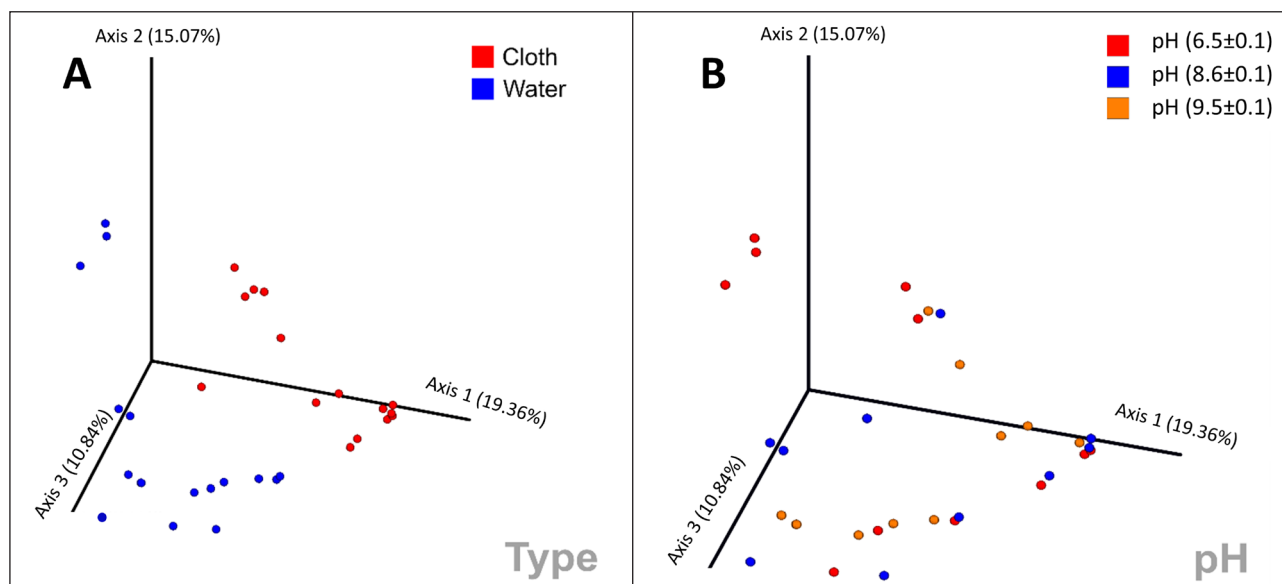 A
Axis 2 (15.07%)
Cloth
Water
Axis 1 (19.36%)
Axis 3 (10.84%)
Type
B
Axis 2 (15.07%)
pH (6.5±0.1)
pH (8.6±0.1)
pH (9.5±0.1)
Axis 1 (19.36%)
Axis 3 (10.84%)
pH